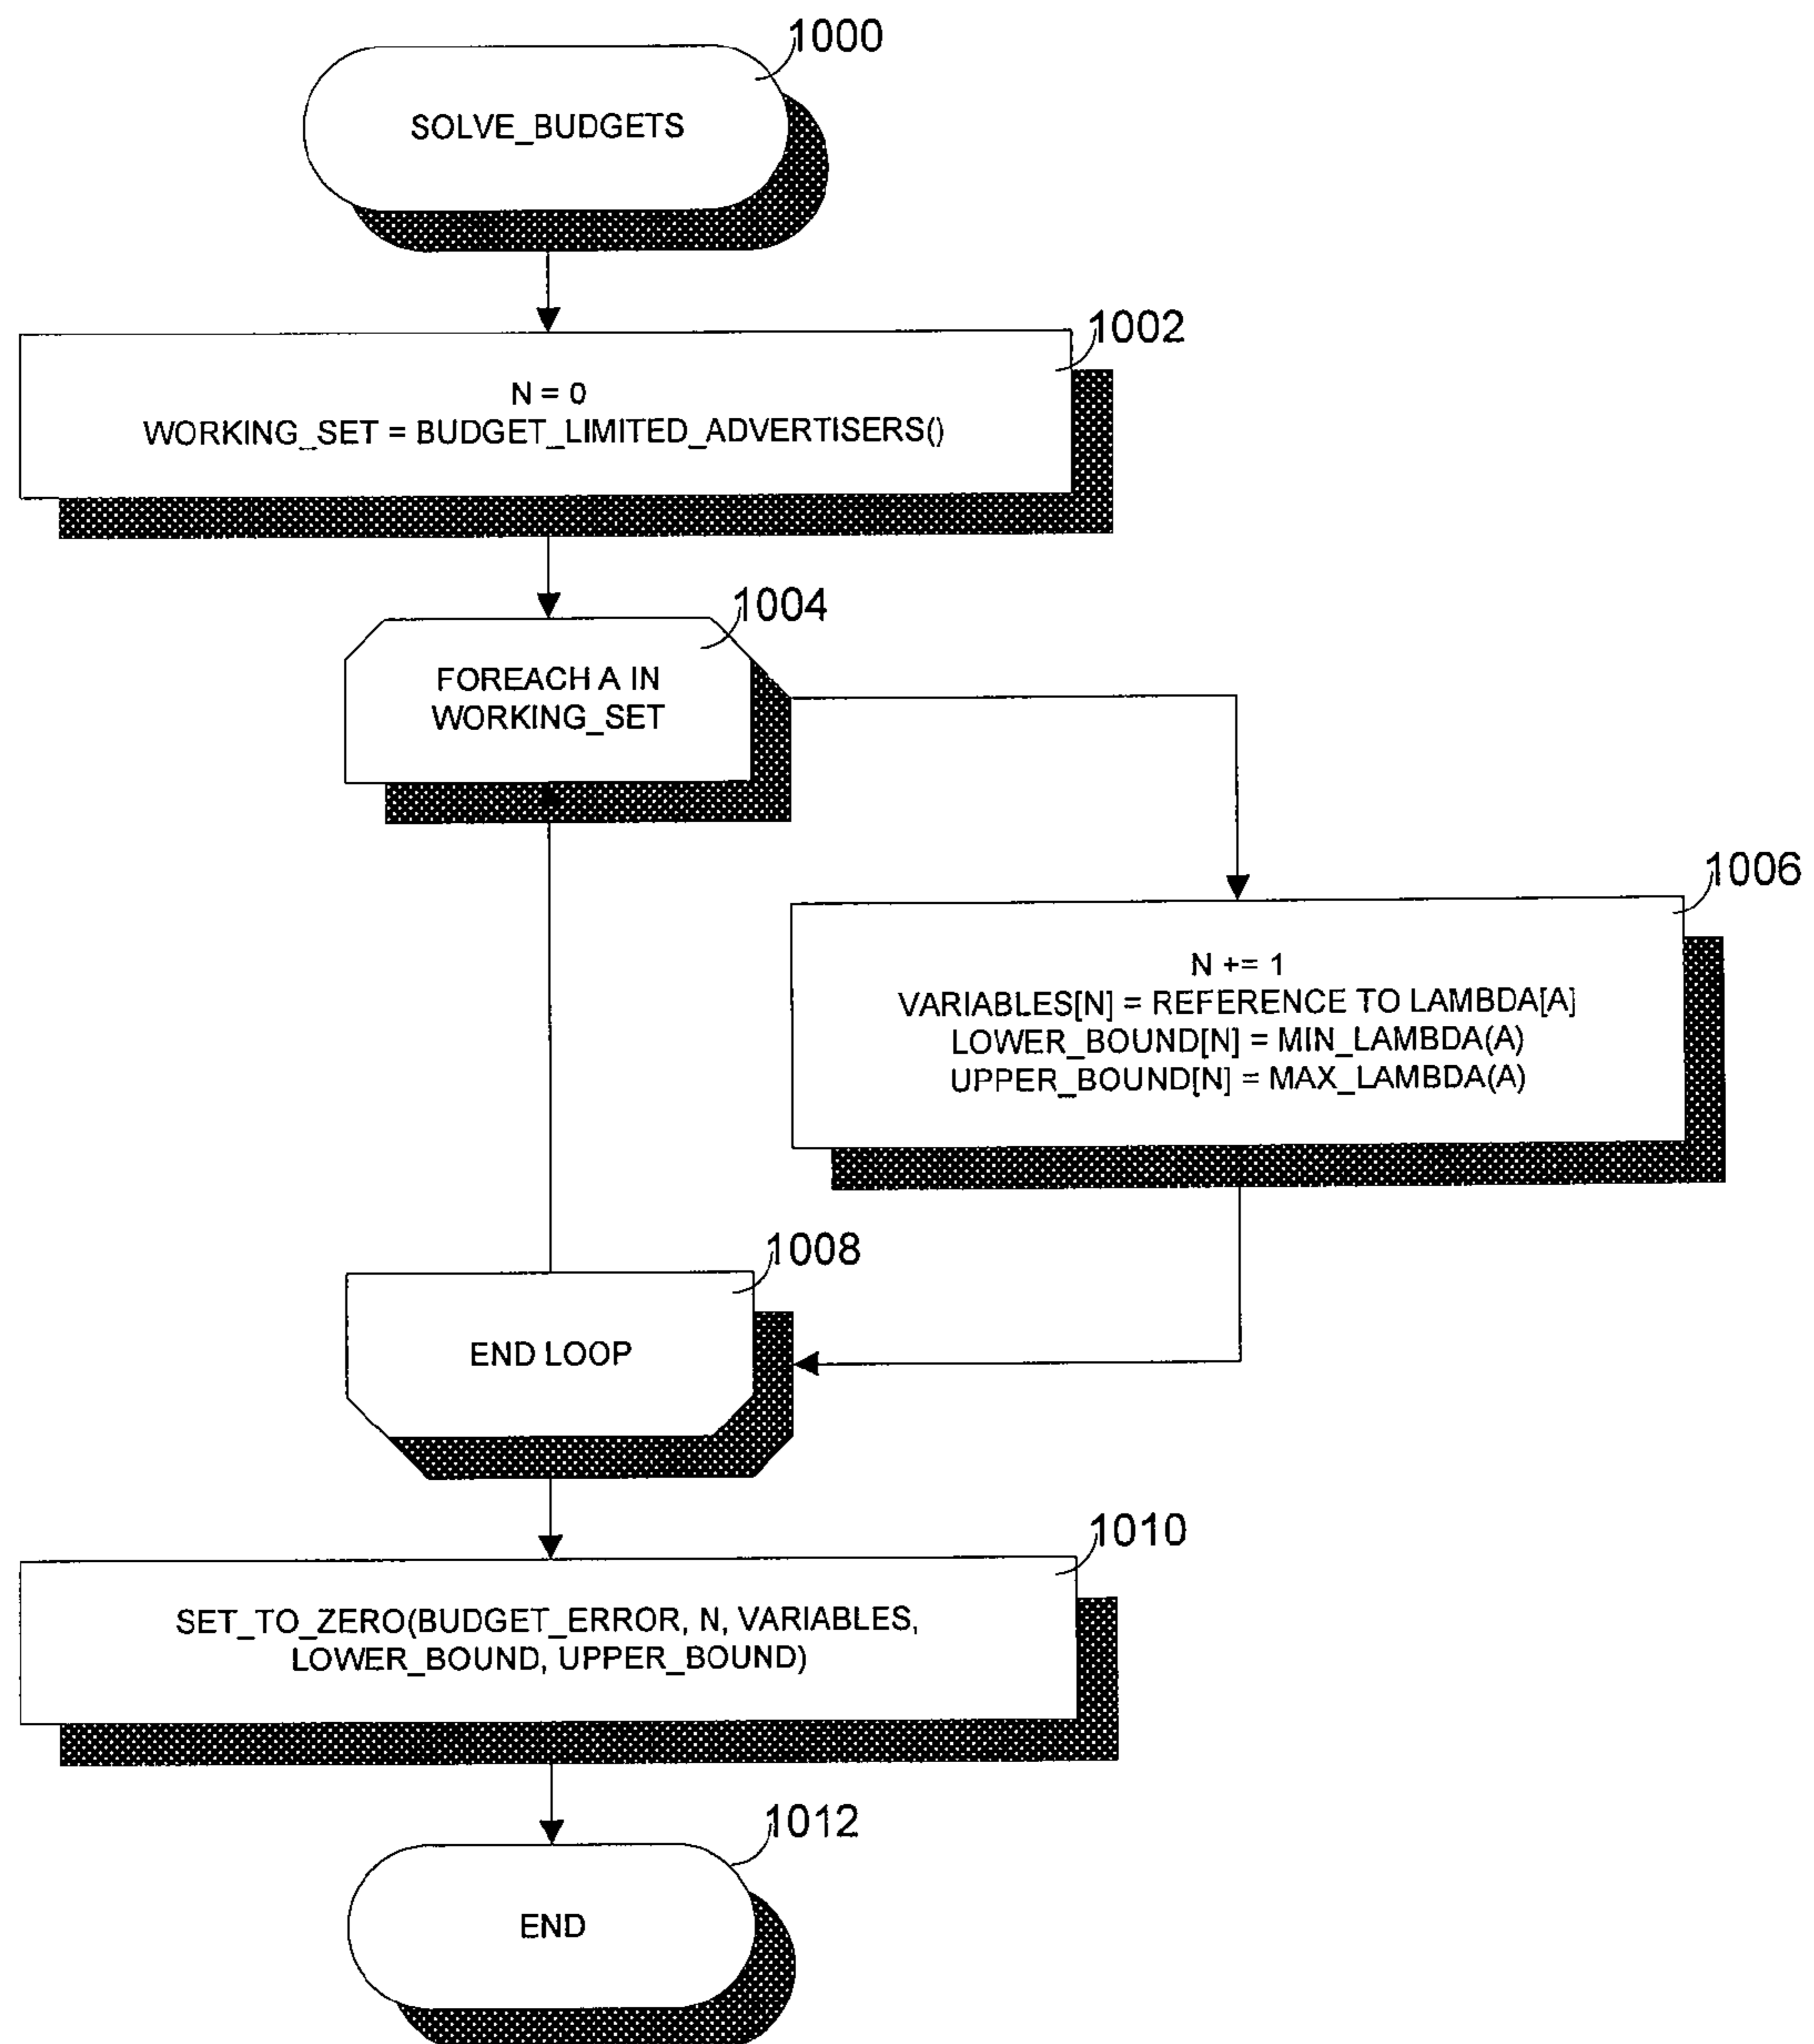 1000
SOLVE_BUDGETS
1002
N = 0
WORKING_SET = BUDGET_LIMITED_ADVERTISERS()
1004
FOREACH A IN
WORKING_SET
1006
N += 1
VARIABLES[N] = REFERENCE TO LAMBDA[A]
LOWER_BOUND[N] = MIN_LAMBDA(A)
UPPER_BOUND[N] = MAX_LAMBDA(A)
1008
END LOOP
1010
SET_TO_ZERO(BUDGET_ERROR, N, VARIABLES,
LOWER_BOUND, UPPER_BOUND)
1012
END